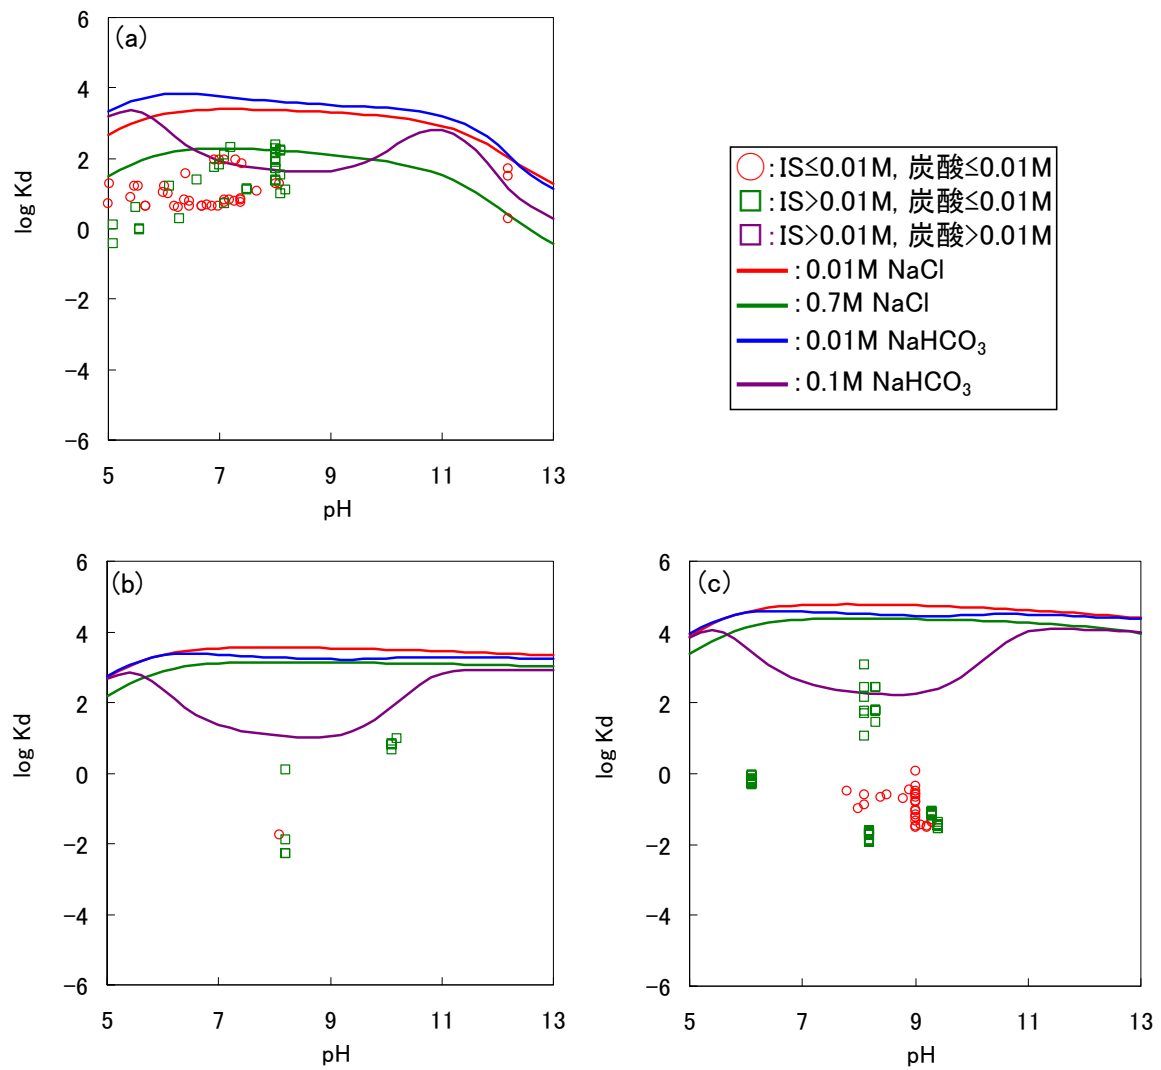 (a)
log Kd
6
4
2
0
−2
−4
−6
5 7 9 11 13
pH
○:IS≤0.01M, 炭酸≤0.01M
□:IS>0.01M, 炭酸≤0.01M
□:IS>0.01M, 炭酸>0.01M
:0.01M NaCl
:0.7M NaCl
:0.01M NaHCO₃
:0.1M NaHCO₃
(b)
log Kd
6
4
2
0
−2
−4
−6
5 7 9 11 13
pH
(c)
log Kd
6
4
2
0
−2
−4
−6
5 7 9 11 13
pH